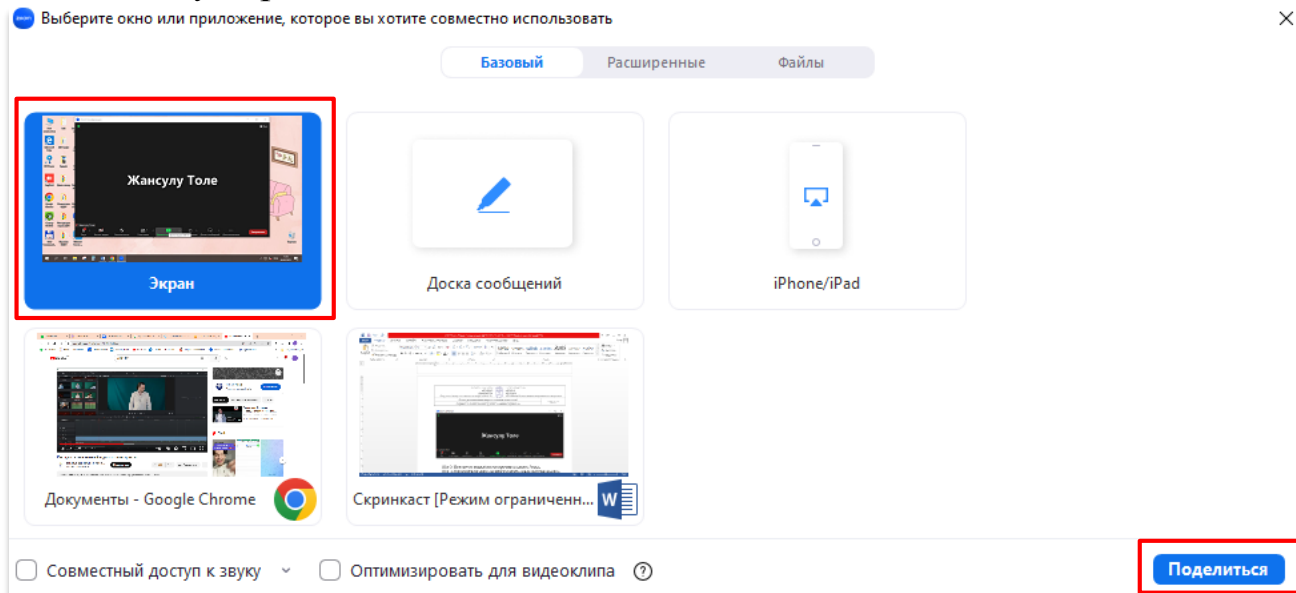 zoom
Выберите окно или приложение, которое вы хотите совместно использовать
Базовый
Расширенные
Файлы
Жансулу Толе
Экран
Доска сообщений
iPhone/iPad
Жансулу Толе
Документы - Google Chrome
Скринкаст [Режим ограниченн...
W
Совместный доступ к звуку
Оптимизировать для видеоклипа
?
Поделиться